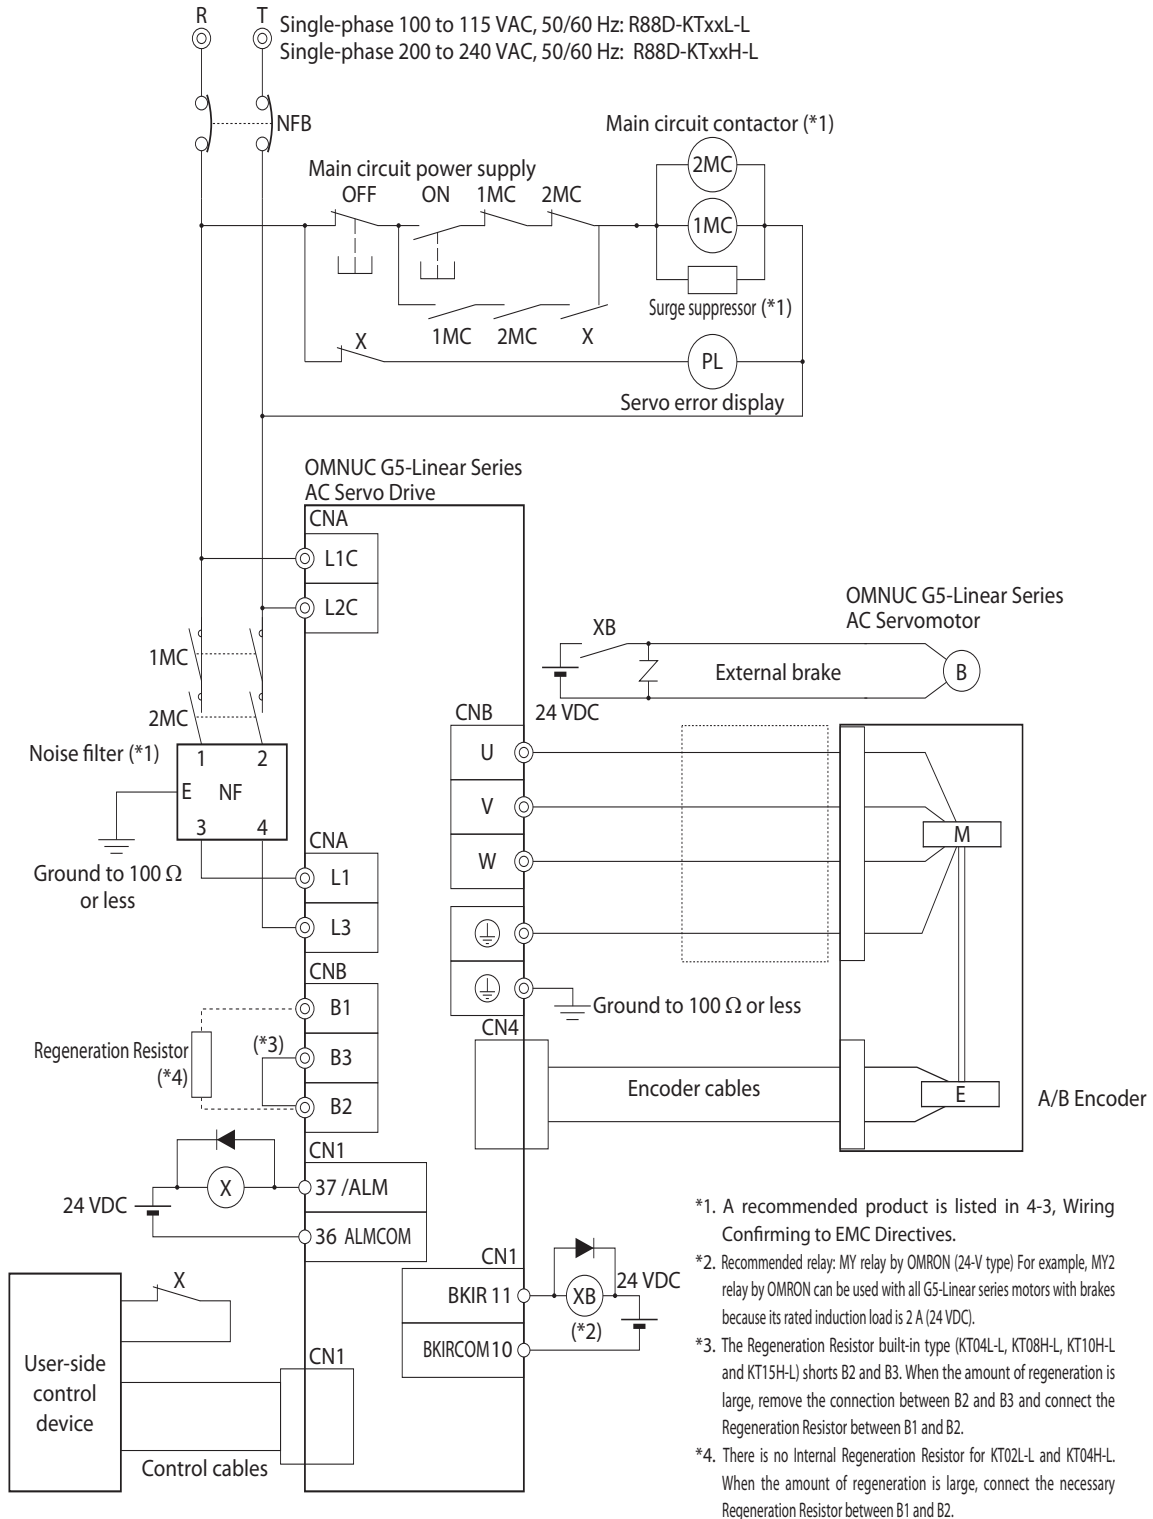 R T
Single-phase 100 to 115 VAC, 50/60 Hz: R88D-KTxxL-L
Single-phase 200 to 240 VAC, 50/60 Hz: R88D-KTxxH-L
NFB
Main circuit contactor (*1)
2MC
Main circuit power supply
OFF ON 1MC 2MC
1MC
Surge suppressor (*1)
1MC 2MC X
X
PL
Servo error display
OMNUC G5-Linear Series
AC Servo Drive
CNA
L1C
L2C
OMNUC G5-Linear Series
AC Servomotor
XB
1MC
External brake
B
24 VDC
2MC
CNB
Noise filter (*1)
1 2
U
E NF
V
3 4
M
CNA
W
Ground to 100 Ω
or less
L1
L3
CNB
B1
Ground to 100 Ω or less
CN4
Regeneration Resistor
(*4)
(*3)
B3
Encoder cables
E
A/B Encoder
B2
CN1
X
37 /ALM
24 VDC
36 ALMCOM
CN1
X
BKIR 11
XB
24 VDC
(*2)
BKIRCOM 10
User-side
control
device
CN1
Control cables
*1. A recommended product is listed in 4-3, Wiring
Confirming to EMC Directives.
*2. Recommended relay: MY relay by OMRON (24-V type) For example, MY2
relay by OMRON can be used with all G5-Linear series motors with brakes
because its rated induction load is 2 A (24 VDC).
*3. The Regeneration Resistor built-in type (KT04L-L, KT08H-L, KT10H-L
and KT15H-L) shorts B2 and B3. When the amount of regeneration is
large, remove the connection between B2 and B3 and connect the
Regeneration Resistor between B1 and B2.
*4. There is no Internal Regeneration Resistor for KT02L-L and KT04H-L.
When the amount of regeneration is large, connect the necessary
Regeneration Resistor between B1 and B2.